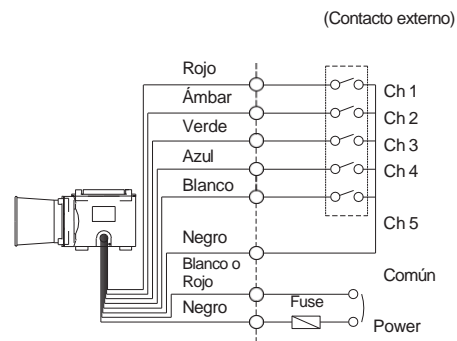 (Contacto externo)
Rojo
Ch 1
Ámbar
Ch 2
Verde
Ch 3
Azul
Ch 4
Blanco
Ch 5
Negro
Blanco o
Rojo
Común
Fuse
Negro
Power